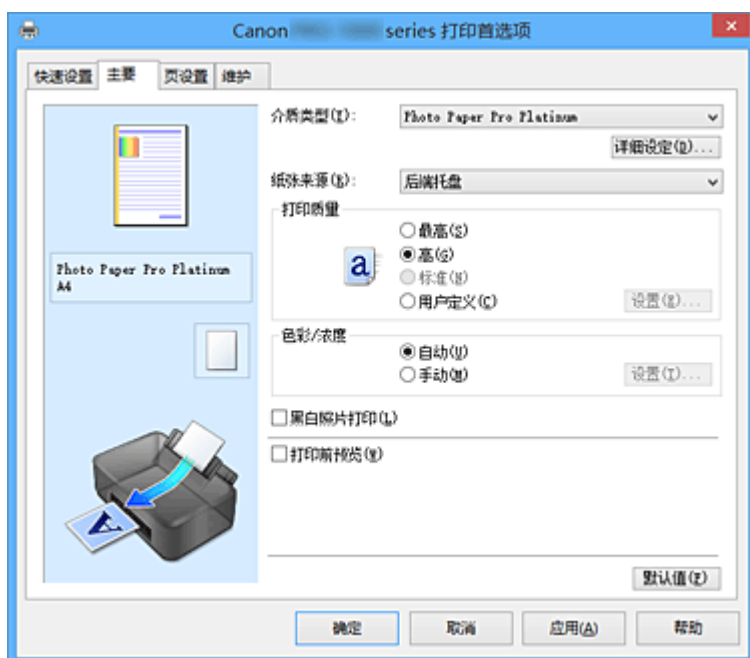 Canon series 打印首选项
快速设置 主要 页设置 维护
介质类型(T): Photo Paper Pro Platinum
详细设定(D)...
纸张来源(R): 后端托盘
打印质量
最高(S)
高(G)
标准(N)
用户定义(C) 设置(E)...
色彩/浓度
自动(U)
手动(M) 设置(I)...
黑白照片打印(L)
打印前预览(W)
Photo Paper Pro Platinum
A4
a
A
默认值(F)
确定 取消 应用(A) 帮助